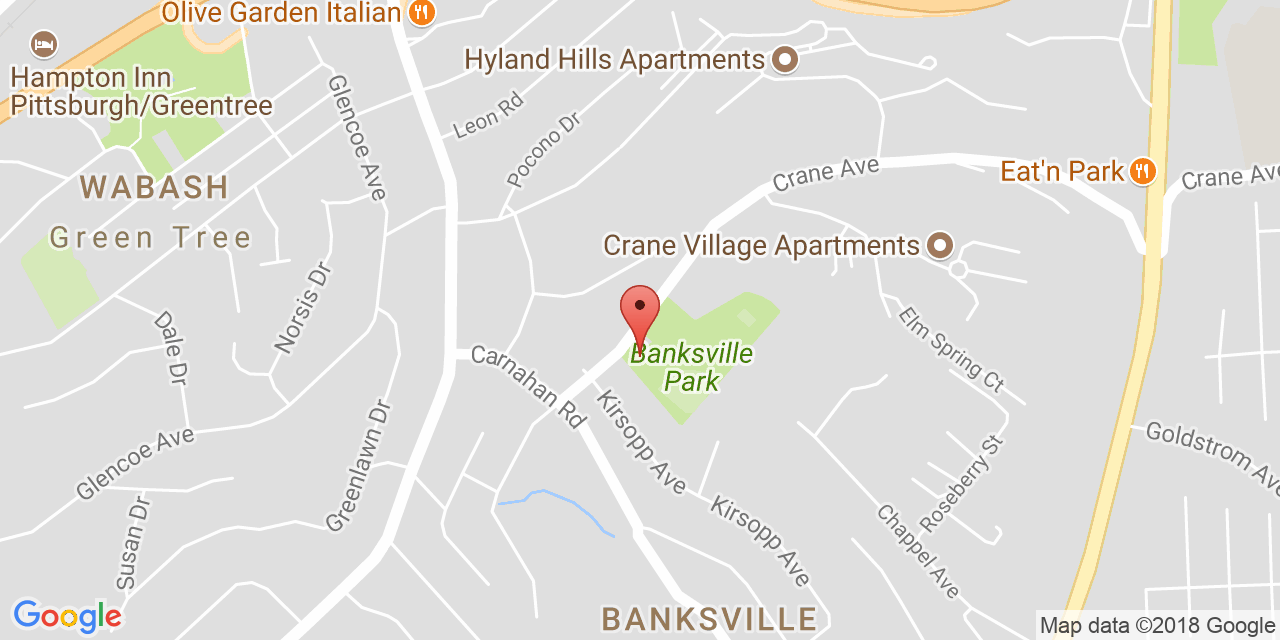 Olive Garden Italian
Hampton Inn
Pittsburgh/Greentree
Hyland Hills Apartments
Glencoe Ave
Leon Rd
Pocono Dr
Crane Ave
Eat'n Park
Crane Ave
WABASH
Green Tree
Crane Village Apartments
Norsis Dr
Dale Dr
Banksville
Park
Elm Spring Ct
Carnahan Rd
Kirsopp Ave
Glencoe Ave
Greenlawn Dr
Goldstrom Ave
Roseberry St
Susan Dr
Kirsopp Ave
Chappel Ave
Google
BANKSVILLE
Map data ©2018 Google